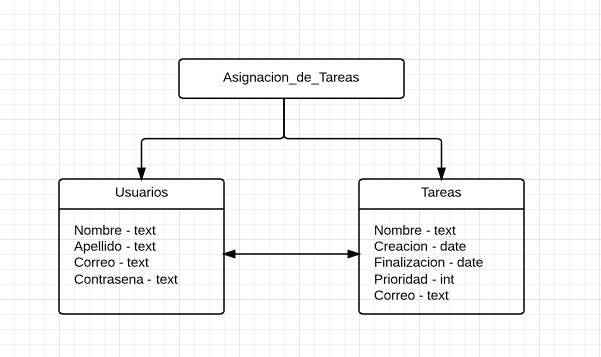 Asignacion_de_Tareas
Usuarios
Nombre - text
Apellido - text
Correo - text
Contrasena - text
Tareas
Nombre - text
Creacion - date
Finalizacion - date
Prioridad - int
Correo - text